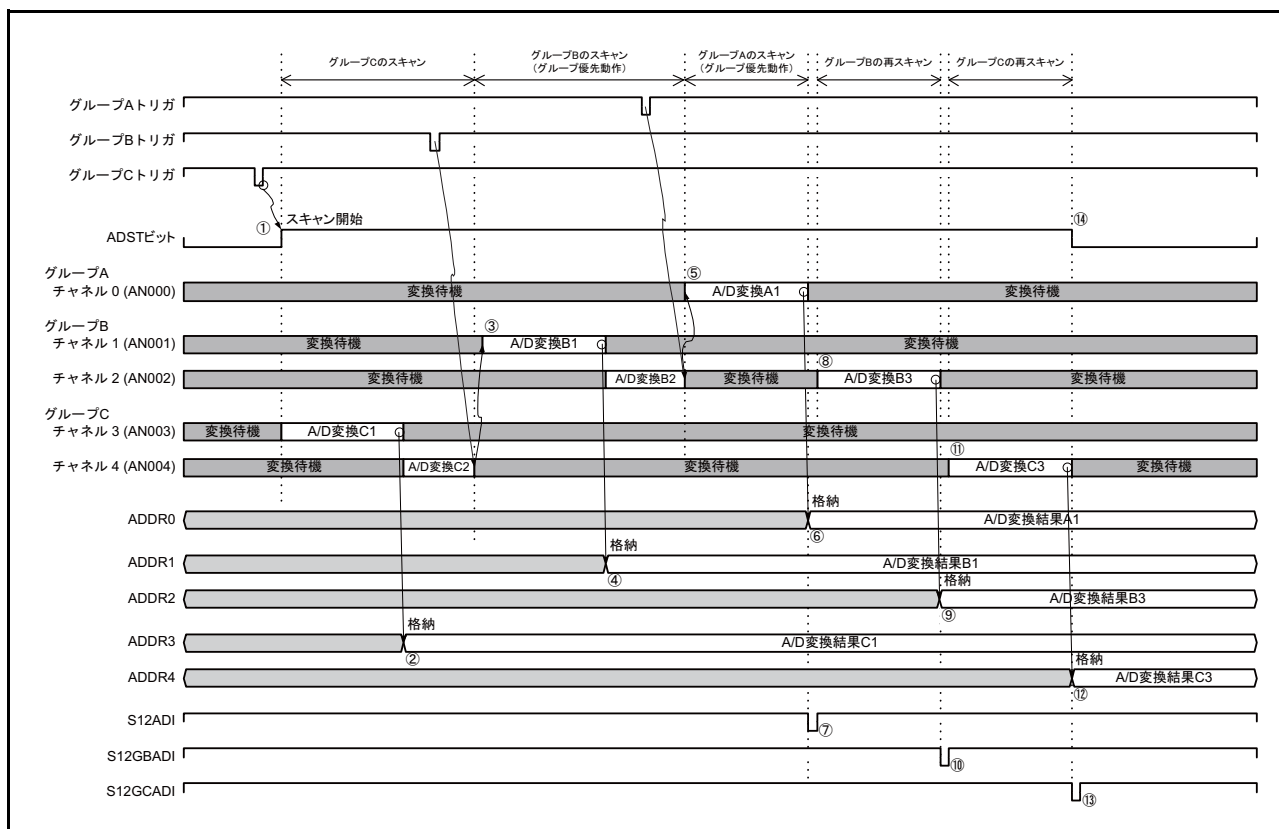 グループCのスキャン
グループBのスキャン
(グループ優先動作)
グループAのスキャン
(グループ優先動作)
グループBの再スキャン
グループCの再スキャン
グループAトリガ
グループBトリガ
グループCトリガ
① スキャン開始 ⑭
ADSTビット
グループA
⑤
チャネル 0 (AN000) 変換待機 A/D変換A1 変換待機
グループB
③
チャネル 1 (AN001) 変換待機 A/D変換B1 変換待機
⑧
チャネル 2 (AN002) 変換待機 A/D変換B2 変換待機 A/D変換B3 変換待機
グループC
チャネル 3 (AN003) 変換待機 A/D変換C1 変換待機
⑪
チャネル 4 (AN004) 変換待機 A/D変換C2 変換待機 A/D変換C3 変換待機
格納
ADDR0 A/D変換結果A1
⑥
格納
ADDR1 A/D変換結果B1
④
格納
ADDR2 A/D変換結果B3
⑨
格納
ADDR3 A/D変換結果C1
②
格納
ADDR4 A/D変換結果C3
⑫
S12ADI
⑦
S12GBADI
⑩
S12GCADI
⑬